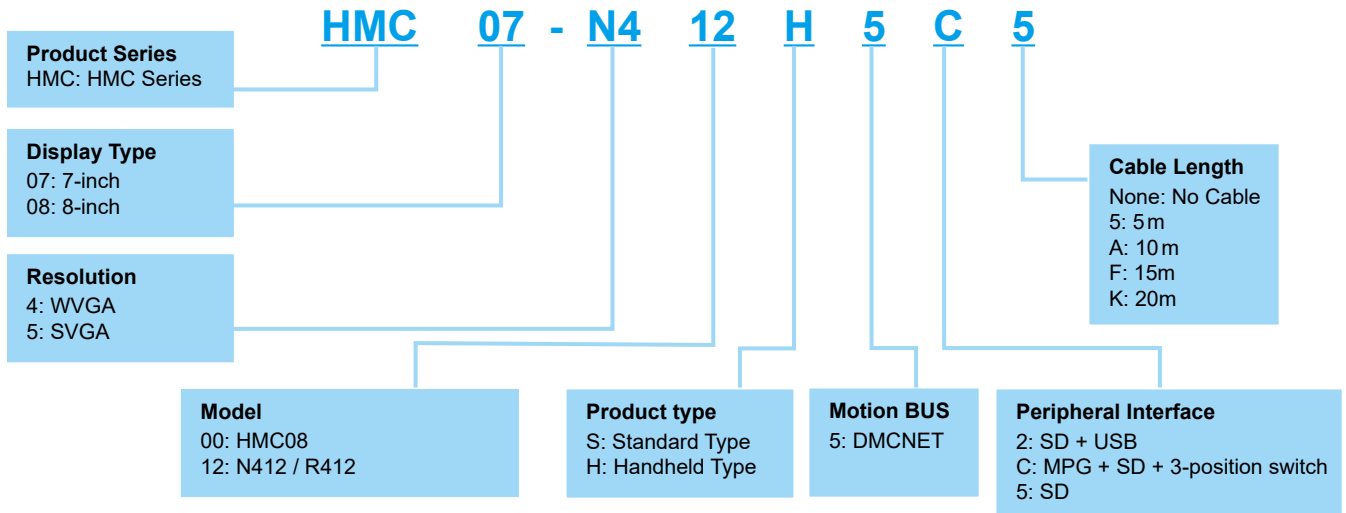 HMC 07 - N4 12 H 5 C 5
Product Series
HMC: HMC Series
Display Type
07: 7-inch
08: 8-inch
Resolution
4: WVGA
5: SVGA
Cable Length
None: No Cable
5: 5 m
A: 10 m
F: 15m
K: 20m
Model
00: HMC08
12: N412 / R412
Product type
S: Standard Type
H: Handheld Type
Motion BUS
5: DMCNET
Peripheral Interface
2: SD + USB
C: MPG + SD + 3-position switch
5: SD